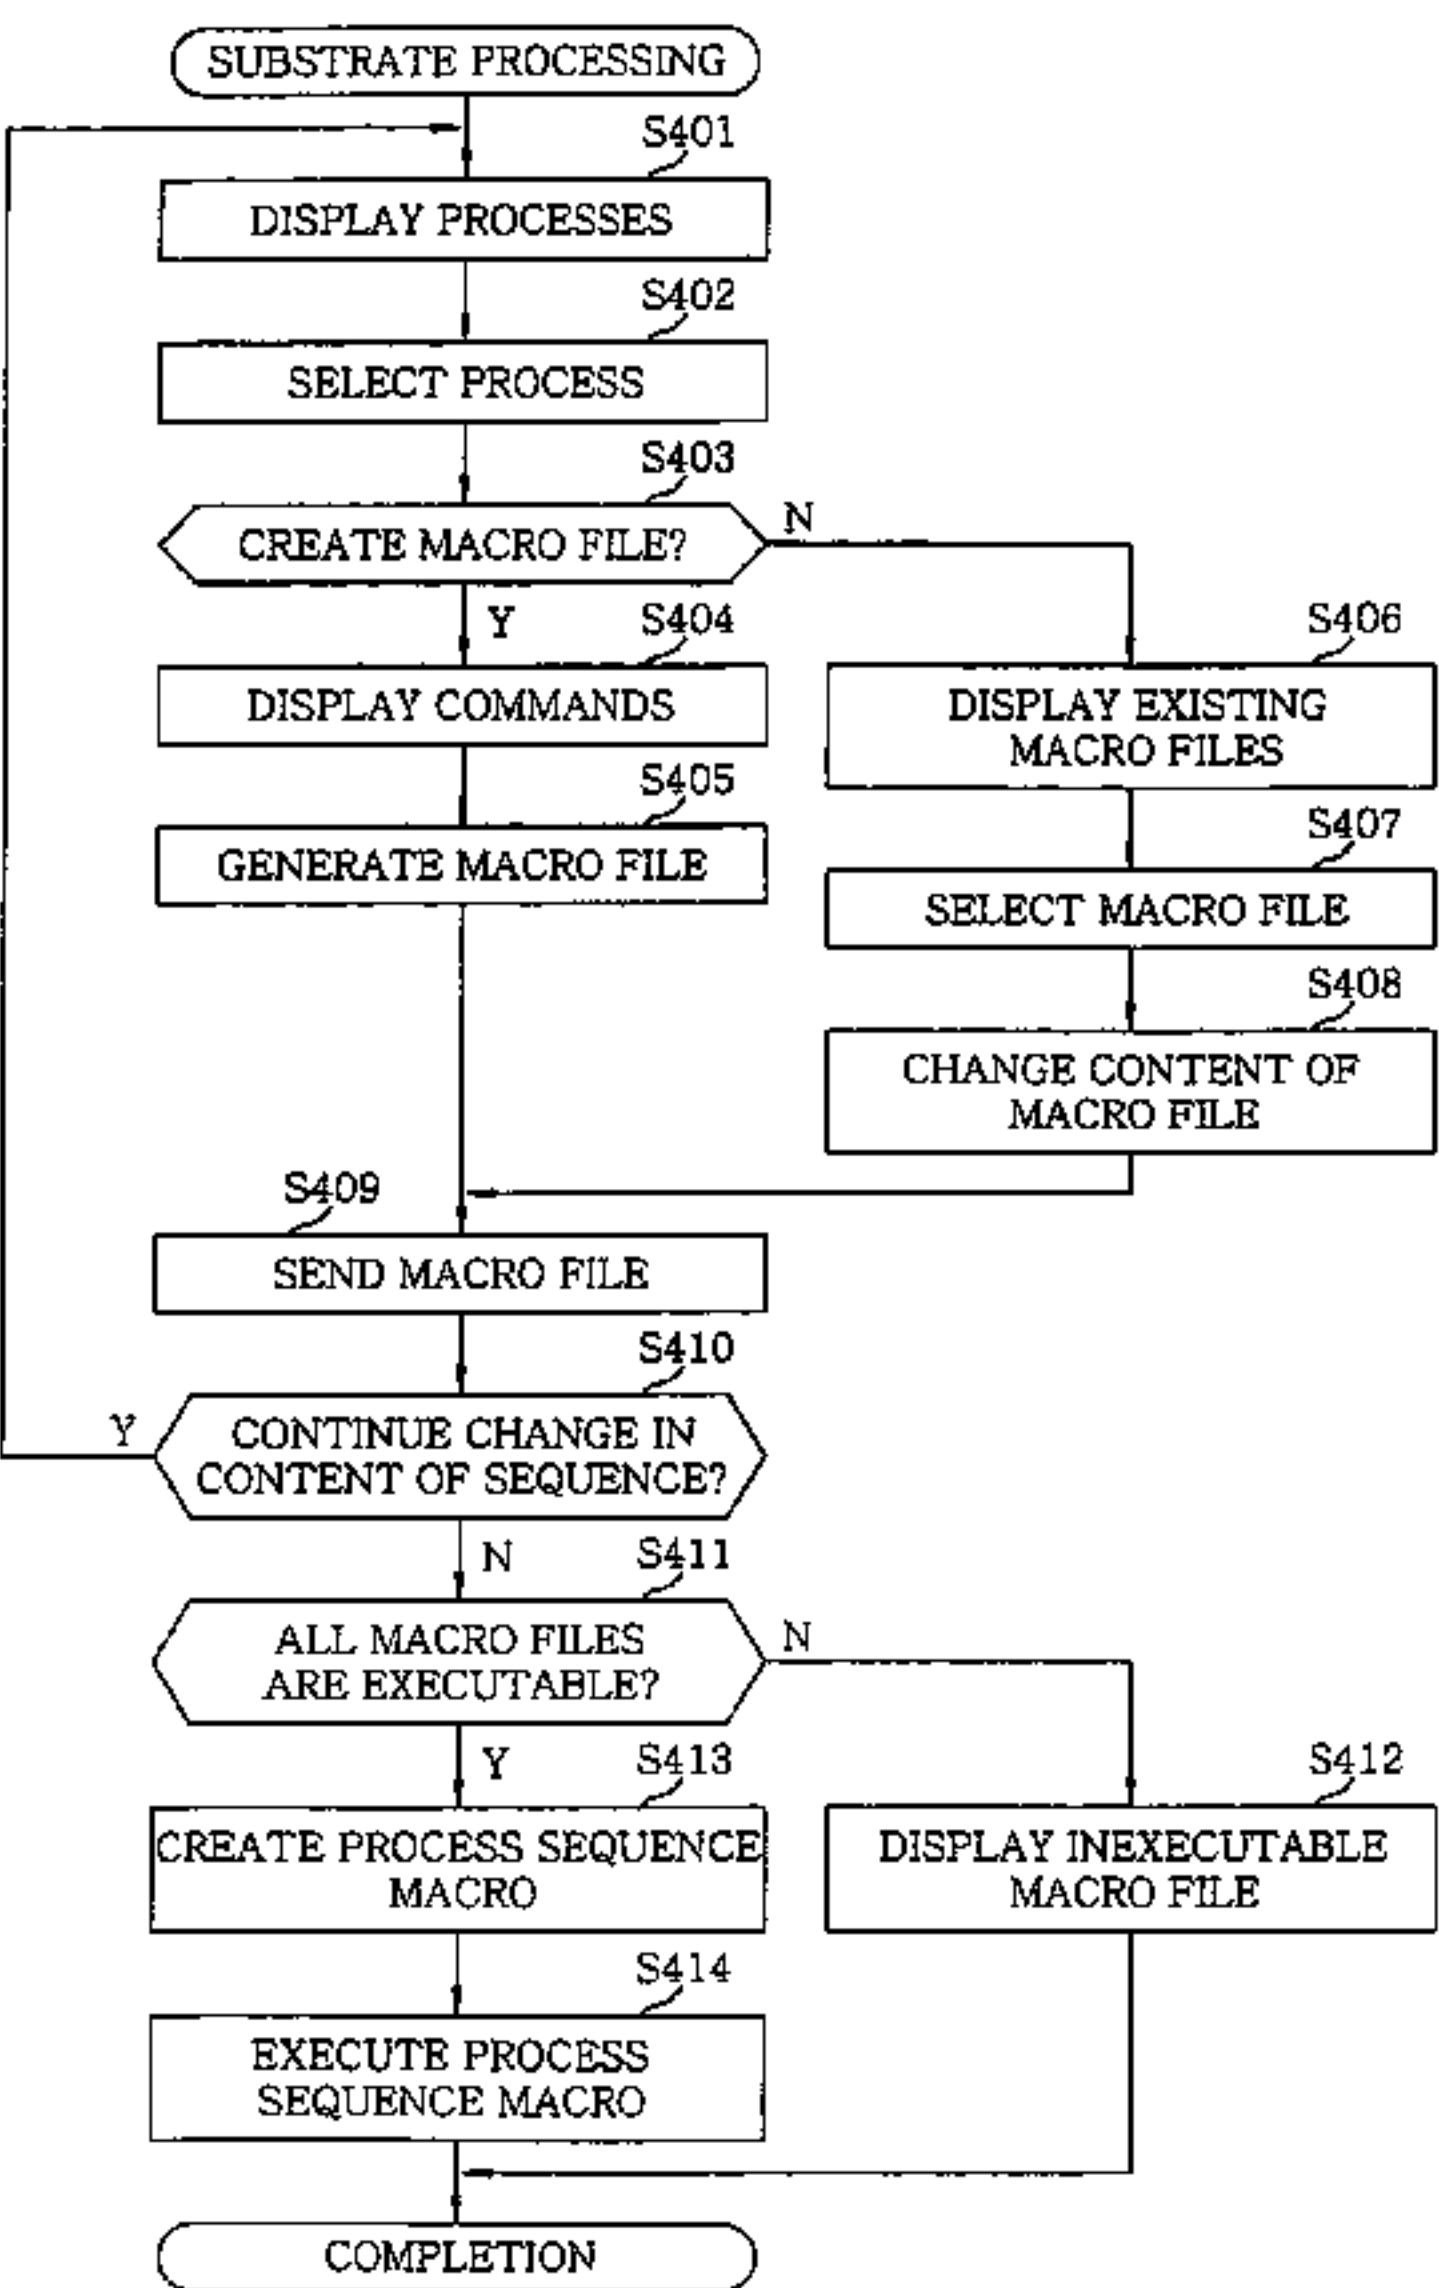 SUBSTRATE PROCESSING
S401
DISPLAY PROCESSES
S402
SELECT PROCESS
S403
CREATE MACRO FILE?
N
Y
S404
DISPLAY COMMANDS
S405
GENERATE MACRO FILE
S406
DISPLAY EXISTING
MACRO FILES
S407
SELECT MACRO FILE
S408
CHANGE CONTENT OF
MACRO FILE
S409
SEND MACRO FILE
S410
CONTINUE CHANGE IN
CONTENT OF SEQUENCE?
Y
N
S411
ALL MACRO FILES
ARE EXECUTABLE?
N
Y
S413
CREATE PROCESS SEQUENCE
MACRO
S412
DISPLAY INEXECUTABLE
MACRO FILE
S414
EXECUTE PROCESS
SEQUENCE MACRO
COMPLETION